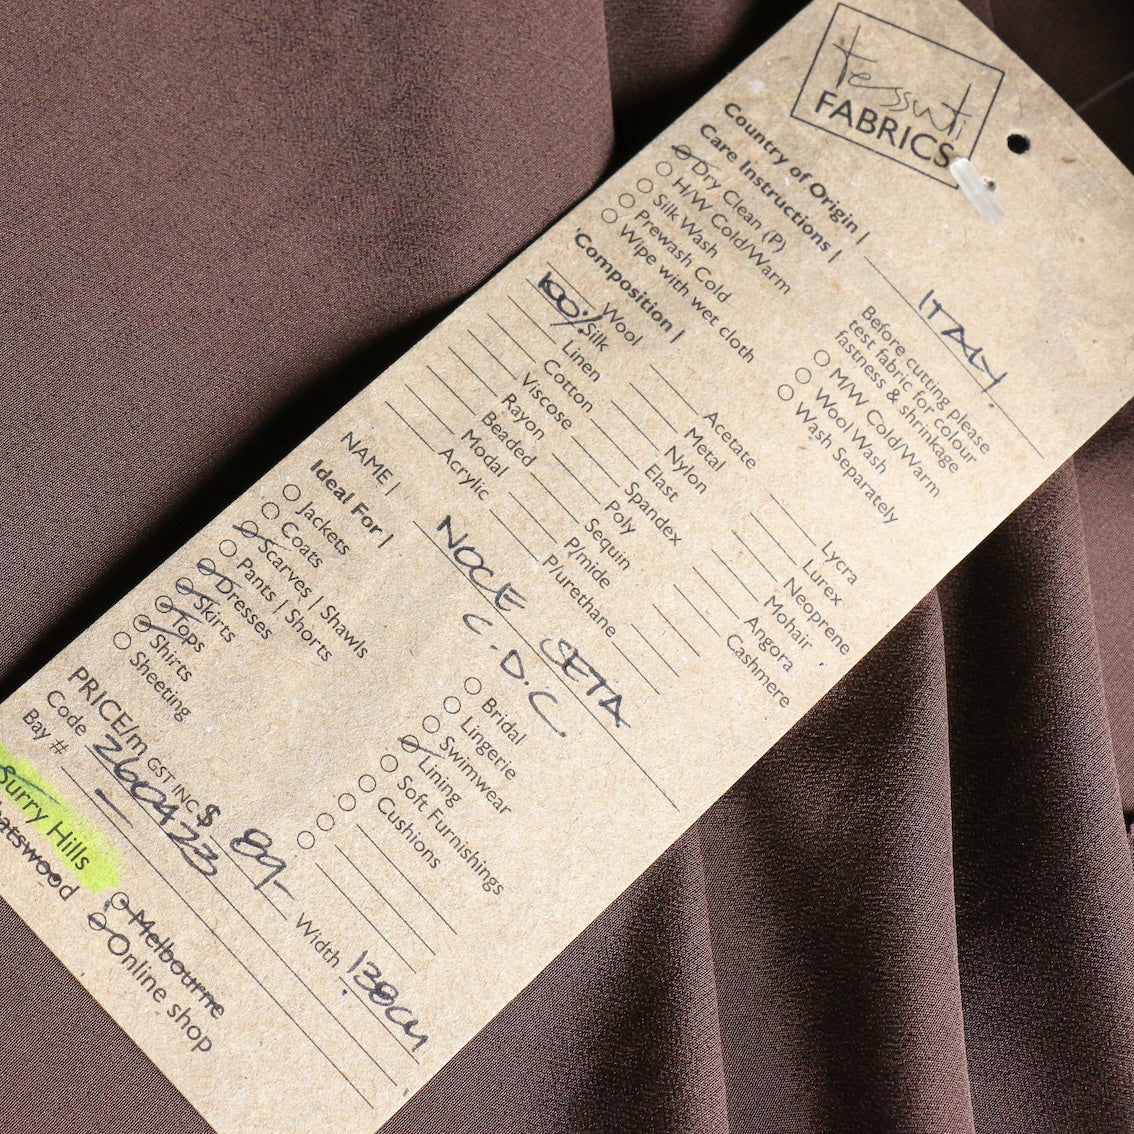 tessuti
FABRICS
Country of Origin | ITALY.
Care Instructions |
Dry Clean (P)
H/W Cold/Warm
Silk Wash
Prewash Cold
Wipe with wet cloth
Before cutting please
test fabric for colour
fastness & shrinkage
M/W Cold/Warm
Wool Wash
Wash Separately
Composition |
Wool
100% Silk
Linen
Cotton
Viscose
Rayon
Beaded
Modal
Acrylic
Acetate
Metal
Nylon
Elast
Spandex
Poly
Sequin
P/mide
P/urethane
Lycra
Lurex
Neoprene
Mohair
Angora
Cashmere
NAME | NOCE SETA
C.D.C
Ideal For |
Jackets
Coats
Scarves | Shawls
Pants | Shorts
Dresses
Skirts
Tops
Shirts
Sheeting
Bridal
Lingerie
Swimwear
Lining
Soft Furnishings
Cushions
PRICE/m GST INC $ 89- Width 138cm
Code 260423
Bay # —
Surry Hills
Melbourne
hatswood
Online shop